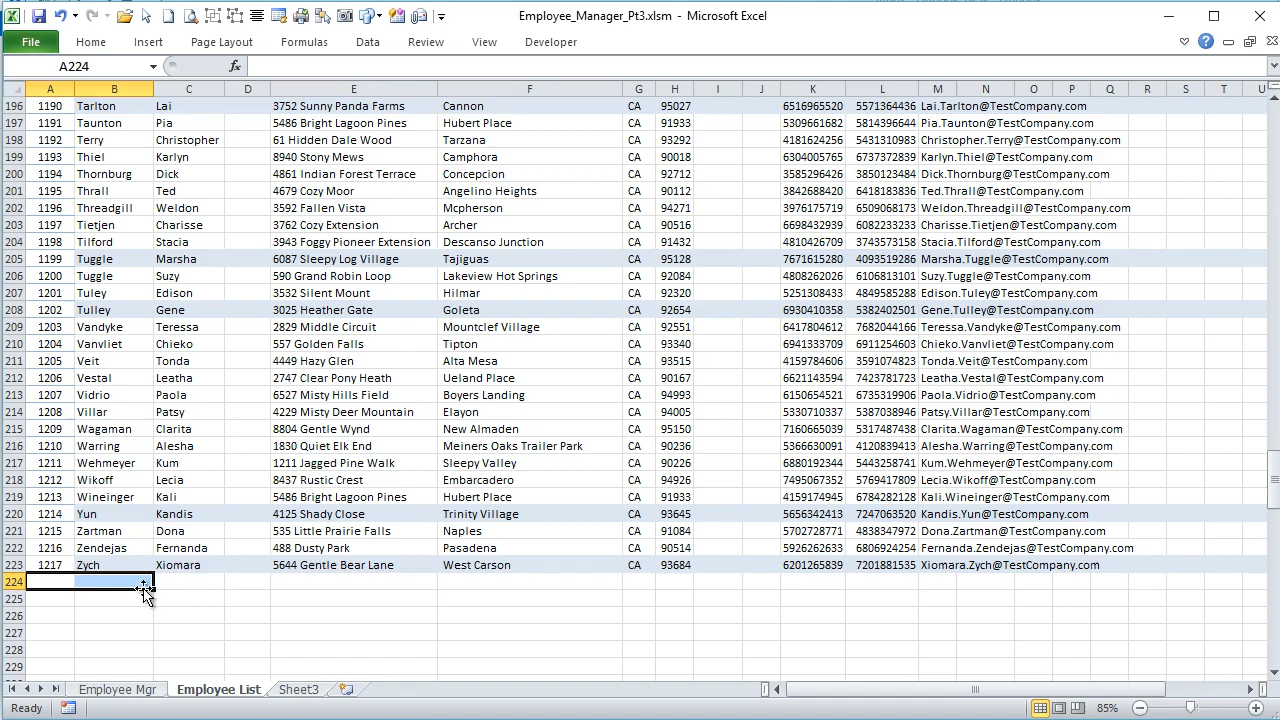 Employee_Manager_Pt3.xlsm - Microsoft Excel
File Home Insert Page Layout Formulas Data Review View Developer
A224 fx
A B C D E F G H I J K L M N O P Q R S T U
196 1190 Tarlton Lai 3752 Sunny Panda Farms Cannon CA 95027 6516965520 5571364436 Lai.Tarlton@TestCompany.com
197 1191 Taunton Pia 5486 Bright Lagoon Pines Hubert Place CA 91933 5309661682 5814396644 Pia.Taunton@TestCompany.com
198 1192 Terry Christopher 61 Hidden Dale Wood Tarzana CA 93292 4181624256 5431310983 Christopher.Terry@TestCompany.com
199 1193 Thiel Karlyn 8940 Stony Mews Camphora CA 90018 6304005765 6737372839 Karlyn.Thiel@TestCompany.com
200 1194 Thornburg Dick 4861 Indian Forest Terrace Concepcion CA 92712 3585296426 3850123484 Dick.Thornburg@TestCompany.com
201 1195 Thrall Ted 4679 Cozy Moor Angelino Heights CA 90112 3842688420 6418183836 Ted.Thrall@TestCompany.com
202 1196 Threadgill Weldon 3592 Fallen Vista Mcpherson CA 94271 3976175719 6509068173 Weldon.Threadgill@TestCompany.com
203 1197 Tietjen Charisse 3762 Cozy Extension Archer CA 90516 6698432939 6082233233 Charisse.Tietjen@TestCompany.com
204 1198 Tilford Stacia 3943 Foggy Pioneer Extension Descanso Junction CA 91432 4810426709 3743573158 Stacia.Tilford@TestCompany.com
205 1199 Tuggle Marsha 6087 Sleepy Log Village Tajiguas CA 95128 7671615280 4093519286 Marsha.Tuggle@TestCompany.com
206 1200 Tuggle Suzy 590 Grand Robin Loop Lakeview Hot Springs CA 92084 4808262026 6106813101 Suzy.Tuggle@TestCompany.com
207 1201 Tuley Edison 3532 Silent Mount Hilmar CA 92320 5251308433 4849585288 Edison.Tuley@TestCompany.com
208 1202 Tulley Gene 3025 Heather Gate Goleta CA 92654 6930410358 5382402501 Gene.Tulley@TestCompany.com
209 1203 Vandyke Teressa 2829 Middle Circuit Mountclef Village CA 92551 6417804612 7682044166 Teressa.Vandyke@TestCompany.com
210 1204 Vanvliet Chieko 557 Golden Falls Tipton CA 93340 6941333709 6911254603 Chieko.Vanvliet@TestCompany.com
211 1205 Veit Tonda 4449 Hazy Glen Alta Mesa CA 93515 4159784606 3591074823 Tonda.Veit@TestCompany.com
212 1206 Vestal Leatha 2747 Clear Pony Heath Ueland Place CA 90167 6621143594 7423781723 Leatha.Vestal@TestCompany.com
213 1207 Vidrio Paola 6527 Misty Hills Field Boyers Landing CA 94993 6150654521 6735319906 Paola.Vidrio@TestCompany.com
214 1208 Villar Patsy 4229 Misty Deer Mountain Elayon CA 94005 5330710337 5387038946 Patsy.Villar@TestCompany.com
215 1209 Wagaman Clarita 8804 Gentle Wynd New Almaden CA 95150 7160665039 5317487438 Clarita.Wagaman@TestCompany.com
216 1210 Warring Alesha 1830 Quiet Elk End Meiners Oaks Trailer Park CA 90236 5366630091 4120839413 Alesha.Warring@TestCompany.com
217 1211 Wehmeyer Kum 1211 Jagged Pine Walk Sleepy Valley CA 90226 6880192344 5443258741 Kum.Wehmeyer@TestCompany.com
218 1212 Wikoff Lecia 8437 Rustic Crest Embarcadero CA 94926 7495067352 5769417809 Lecia.Wikoff@TestCompany.com
219 1213 Wineinger Kali 5486 Bright Lagoon Pines Hubert Place CA 91933 4159174945 6784282128 Kali.Wineinger@TestCompany.com
220 1214 Yun Kandis 4125 Shady Close Trinity Village CA 93645 5656364312 7247063520 Kandis.Yun@TestCompany.com
221 1215 Zartman Dona 535 Little Prairie Falls Naples CA 91084 5702728771 4838347972 Dona.Zartman@TestCompany.com
222 1216 Zendejas Fernanda 488 Dusty Park Pasadena CA 90514 5926262633 6806924254 Fernanda.Zendejas@TestCompany.com
223 1217 Zych Xiomara 5644 Gentle Bear Lane West Carson CA 93684 6201265839 7201881535 Xiomara.Zych@TestCompany.com
224
225
226
227
228
229
Employee Mgr Employee List Sheet3
Ready 85%